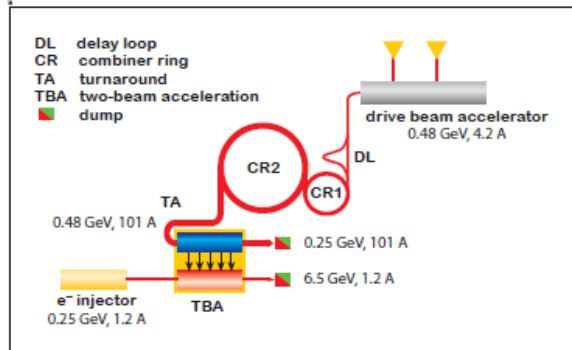 DL delay loop
CR combiner ring
TA turnaround
TBA two-beam acceleration
dump
drive beam accelerator
0.48 GeV, 4.2 A
DL
CR2
CR1
TA
0.48 GeV, 101 A
0.25 GeV, 101 A
6.5 GeV, 1.2 A
e⁻ injector
0.25 GeV, 1.2 A
TBA